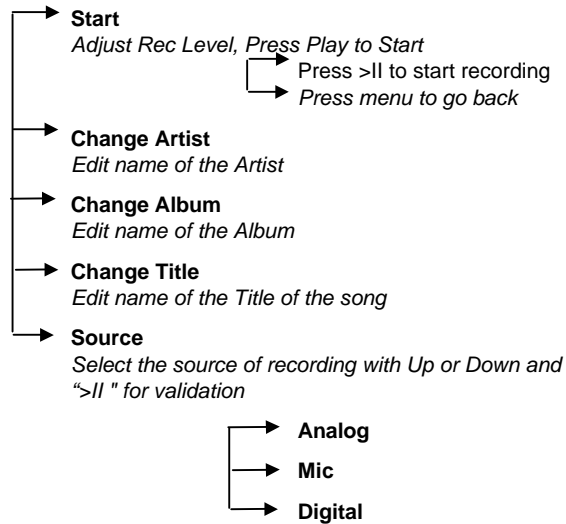 Start
Adjust Rec Level, Press Play to Start
Press >II to start recording
Press menu to go back
Change Artist
Edit name of the Artist
Change Album
Edit name of the Album
Change Title
Edit name of the Title of the song
Source
Select the source of recording with Up or Down and
“>II " for validation
Analog
Mic
Digital